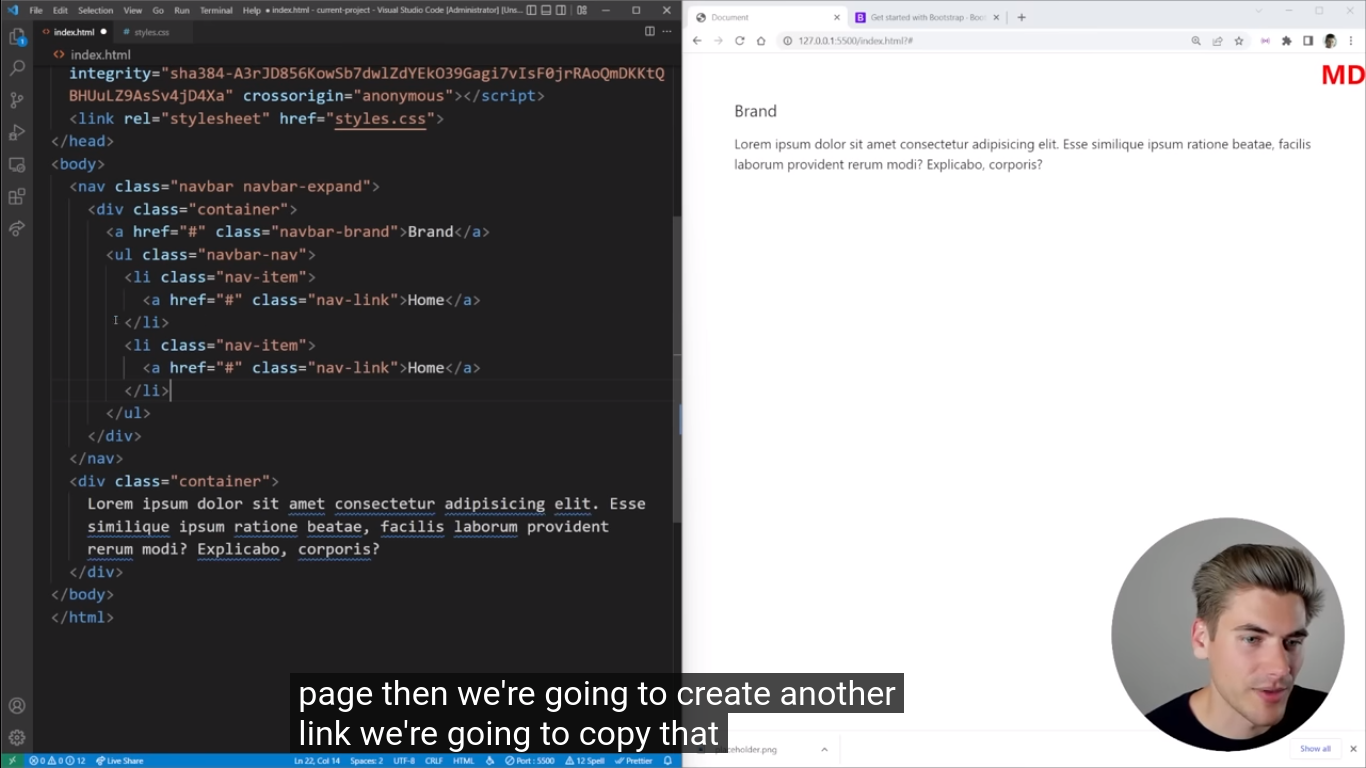 File Edit Selection View Go Run Terminal Help ● index.html - current-project - Visual Studio Code [Administrator] [Uns...
index.html ● styles.css
index.html
integrity="sha384-A3rJD856KowSb7dwlZdYEkO39Gagi7vIsF0jrRAoQmDKKtQ
BHUuLZ9AsSv4jD4Xa" crossorigin="anonymous"></script>
<link rel="stylesheet" href="styles.css">
</head>
<body>
<nav class="navbar navbar-expand">
<div class="container">
<a href="#" class="navbar-brand">Brand</a>
<ul class="navbar-nav">
<li class="nav-item">
<a href="#" class="nav-link">Home</a>
</li>
<li class="nav-item">
<a href="#" class="nav-link">Home</a>
</li>
</ul>
</div>
</nav>
<div class="container">
Lorem ipsum dolor sit amet consectetur adipisicing elit. Esse
similique ipsum ratione beatae, facilis laborum provident
rerum modi? Explicabo, corporis?
</div>
</body>
</html>
0 0 12 Live Share Ln 22, Col 14 Spaces: 2 UTF-8 CRLF HTML Port : 5500 12 Spell Prettier
Document Get started with Bootstrap · Boot
127.0.0.1:5500/index.html?#
MD
Brand
Lorem ipsum dolor sit amet consectetur adipisicing elit. Esse similique ipsum ratione beatae, facilis
laborum provident rerum modi? Explicabo, corporis?
page then we're going to create another
link we're going to copy that
placeholder.png Show all